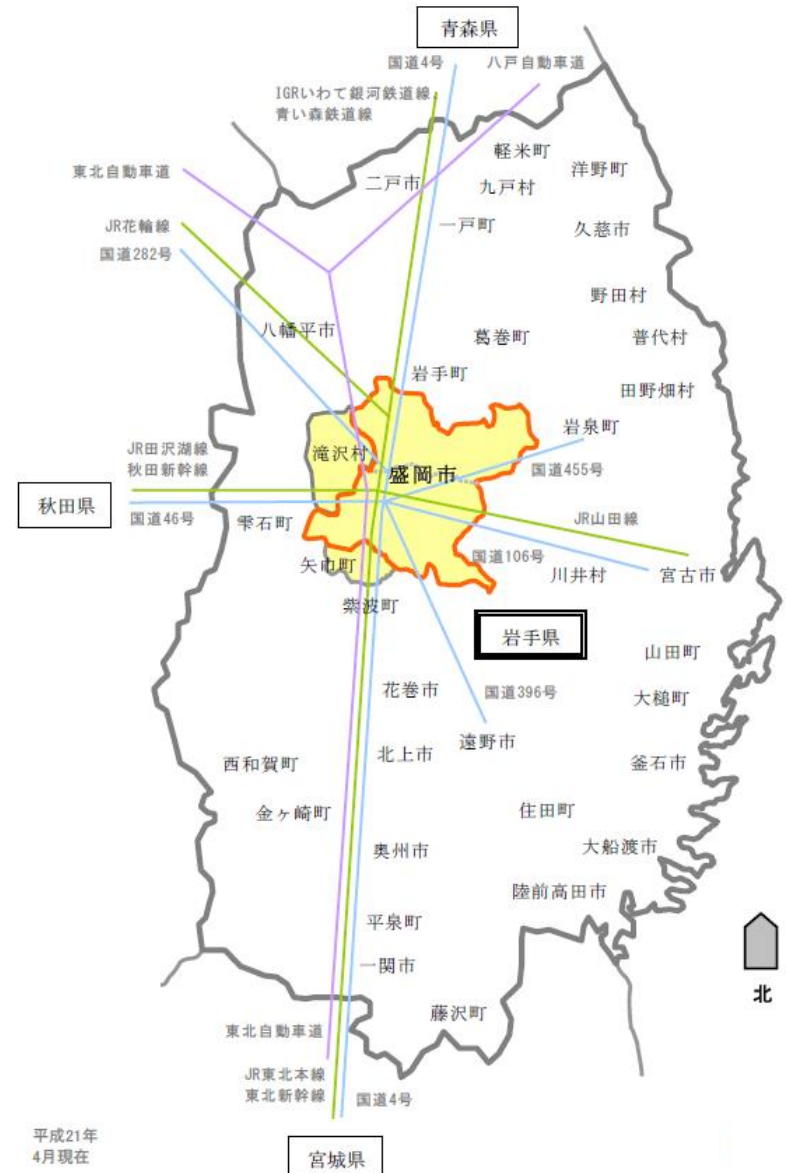 青森県
国道4号
八戸自動車道
IGRいわて銀河鉄道線
青い森鉄道線
軽米町
洋野町
東北自動車道
二戸市
九戸村
JR花輪線
一戸町
久慈市
国道282号
野田村
八幡平市
葛巻町
普代村
岩手町
田野畑村
岩泉町
JR田沢湖線
秋田新幹線
滝沢村
盛岡市
国道455号
秋田県
国道46号
雫石町
JR山田線
国道106号
矢巾町
川井村
宮古市
紫波町
岩手県
山田町
花巻市
国道396号
大槌町
遠野市
北上市
西和賀町
釜石市
金ヶ崎町
住田町
奥州市
大船渡市
陸前高田市
平泉町
一関市
北
藤沢町
東北自動車道
JR東北本線
東北新幹線
国道4号
平成21年
4月現在
宮城県